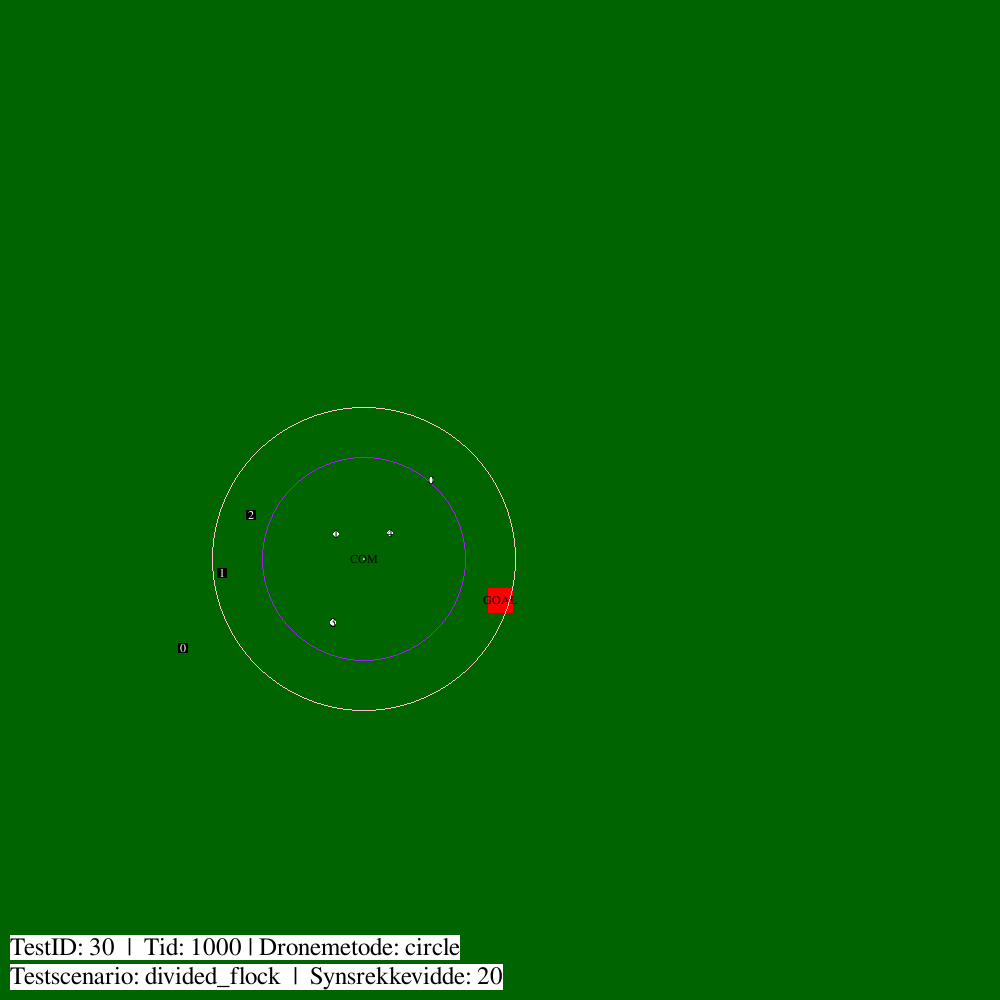 2
COM
1
GOAL
0
TestID: 30 | Tid: 1000 | Dronemetode: circle
Testscenario: divided_flock | Synsrekkevidde: 20